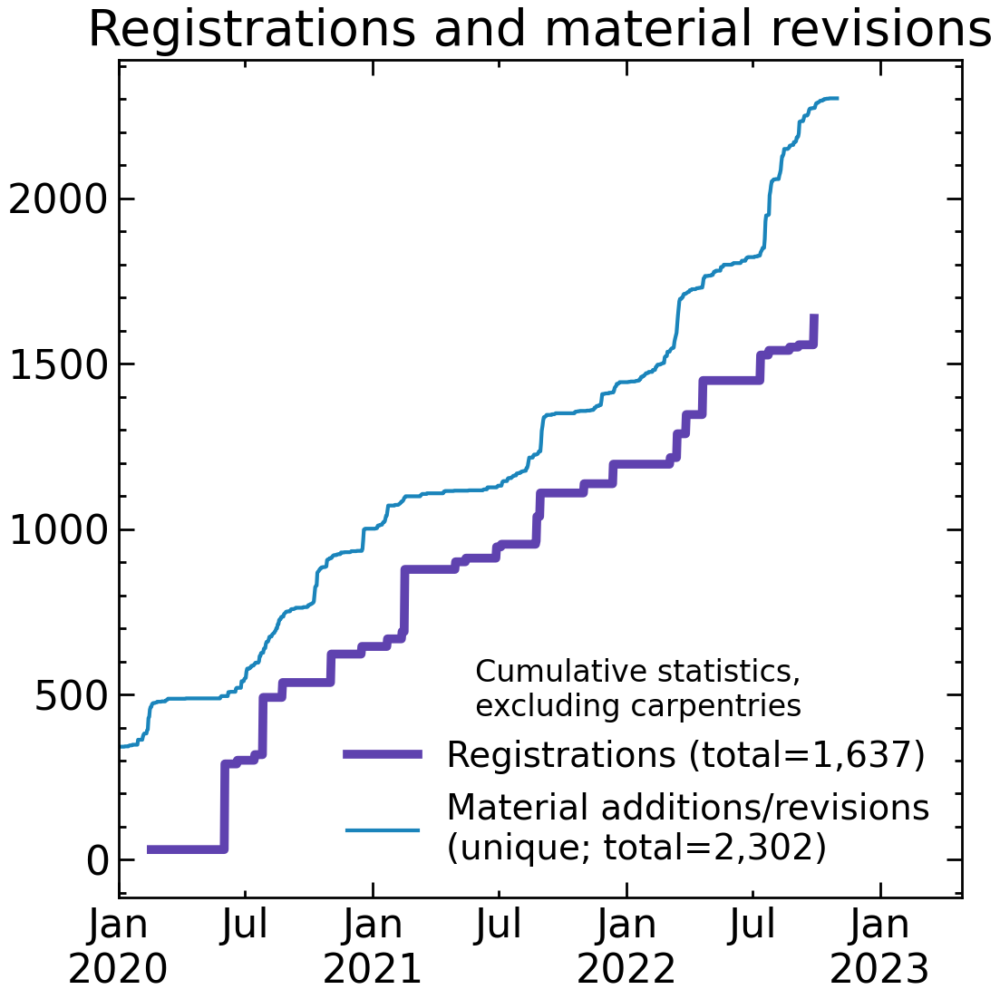 Registrations and material revisions
2000
1500
1000
500
0
Cumulative statistics,
excluding carpentries
Registrations (total=1,637)
Material additions/revisions
(unique; total=2,302)
Jan Jul Jan Jul Jan Jul Jan
2020 2021 2022 2023